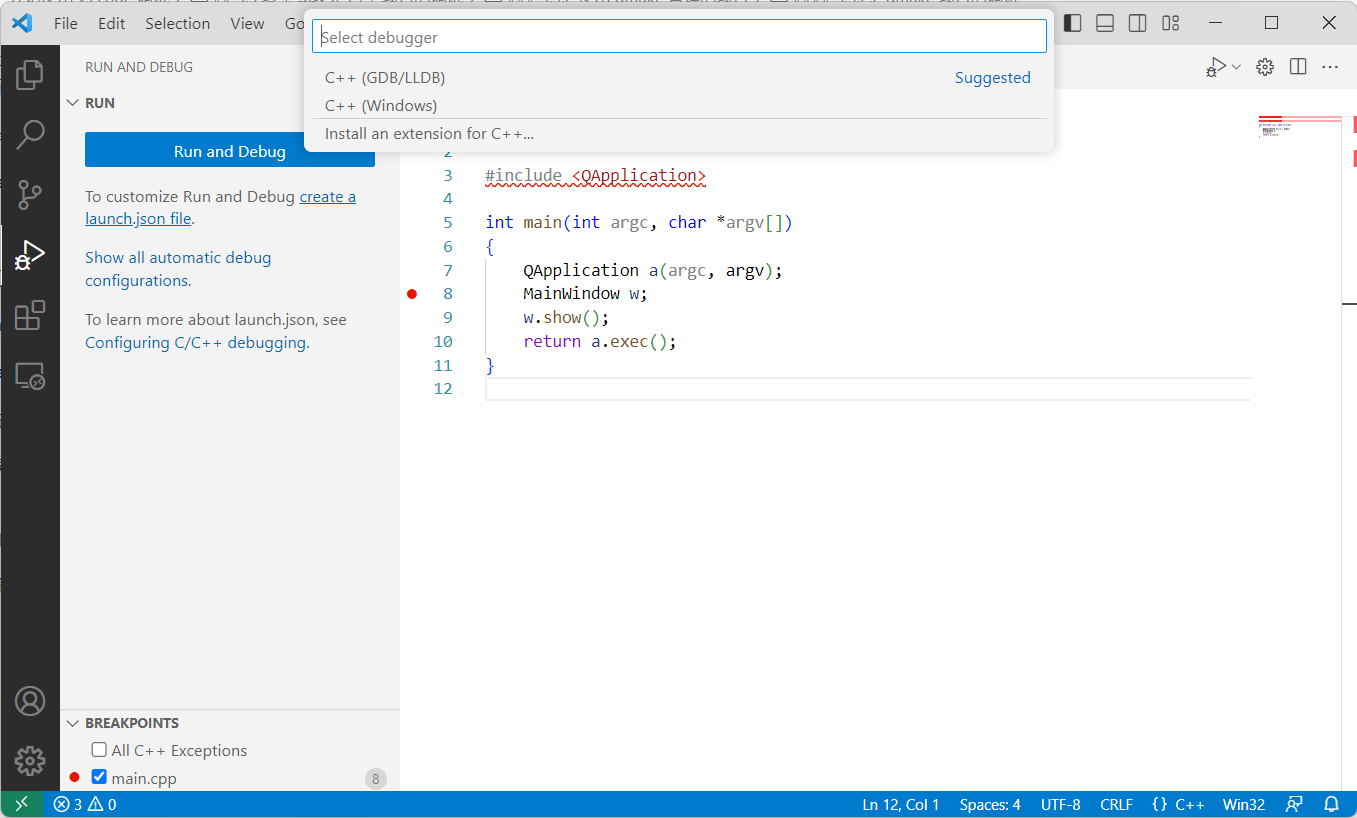 File Edit Selection View Go
Select debugger
C++ (GDB/LLDB) Suggested
C++ (Windows)
Install an extension for C++...
RUN AND DEBUG
RUN
Run and Debug
To customize Run and Debug create a
launch.json file.
Show all automatic debug
configurations.
To learn more about launch.json, see
Configuring C/C++ debugging.
2
3 #include <QApplication>
4
5 int main(int argc, char *argv[])
6 {
7 QApplication a(argc, argv);
8 MainWindow w;
9 w.show();
10 return a.exec();
11 }
12
BREAKPOINTS
All C++ Exceptions
main.cpp 8
3 0 Ln 12, Col 1 Spaces: 4 UTF-8 CRLF {} C++ Win32